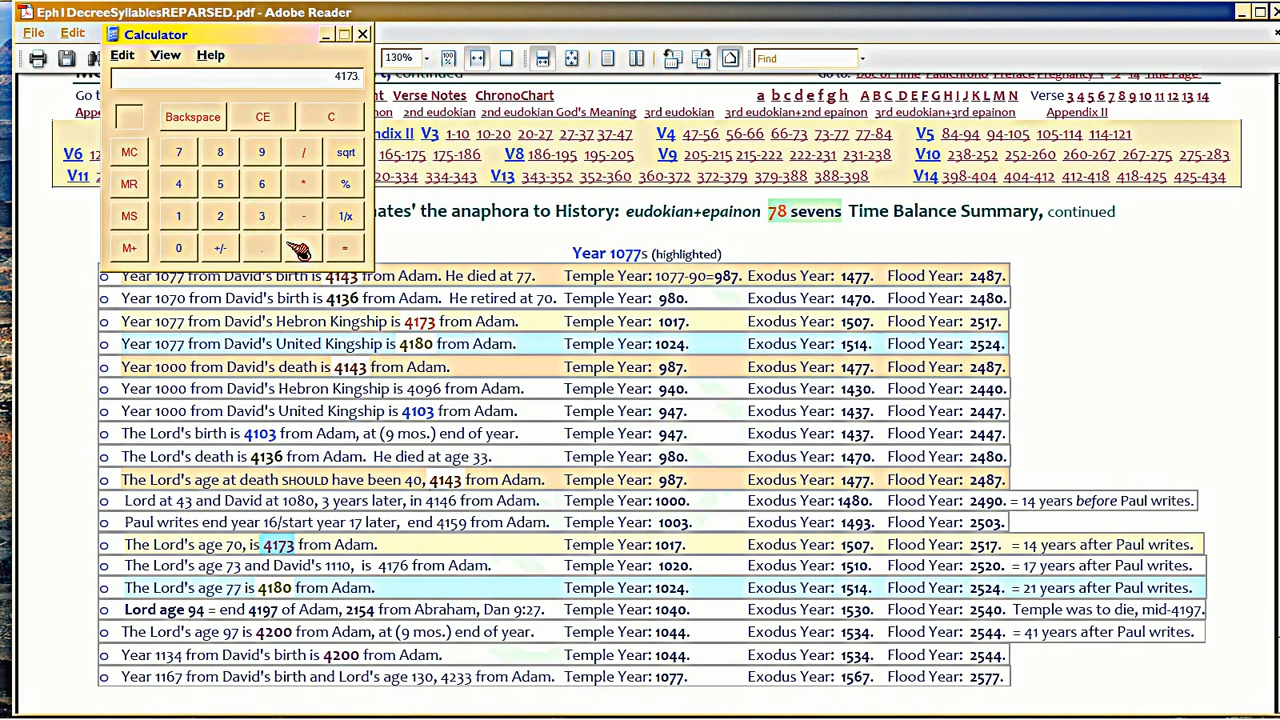 Eph1DecreeSyllablesREPARSED.pdf - Adobe Reader
File Edit
Calculator
Edit View Help
4173.
Backspace CE C
MC 7 8 9 / sqrt
MR 4 5 6 * %
MS 1 2 3 - 1/x
M+ 0 +/- . =
130% Find
continued
Go to: Doc of Time PaulChrono Preface Pregnancy 1 2 14 Title Page
Go t Verse Notes ChronoChart a b c d e f g h A B C D E F G H I J K L M N Verse 3 4 5 6 7 8 9 10 11 12 13 14
Appe 2nd eudokian 2nd eudokian God's Meaning 3rd eudokian 3rd eudokian+2nd epainon 3rd eudokian+3rd epainon Appendix II
dix II V3 1-10 10-20 20-27 27-37 37-47 V4 47-56 56-66 66-73 73-77 77-84 V5 84-94 94-105 105-114 114-121
V6 12 165-175 175-186 V8 186-195 195-205 V9 205-215 215-222 222-231 231-238 V10 238-252 252-260 260-267 267-275 275-283
V11 20-334 334-343 V13 343-352 352-360 360-372 372-379 379-388 388-398 V14 398-404 404-412 412-418 418-425 425-434
nates' the anaphora to History: eudokian+epainon 78 sevens Time Balance Summary, continued
Year 1077s (highlighted)
o Year 1077 from David's birth is 4143 from Adam. He died at 77. Temple Year: 1077-90=987. Exodus Year: 1477. Flood Year: 2487.
o Year 1070 from David's birth is 4136 from Adam. He retired at 70. Temple Year: 980. Exodus Year: 1470. Flood Year: 2480.
o Year 1077 from David's Hebron Kingship is 4173 from Adam. Temple Year: 1017. Exodus Year: 1507. Flood Year: 2517.
o Year 1077 from David's United Kingship is 4180 from Adam. Temple Year: 1024. Exodus Year: 1514. Flood Year: 2524.
o Year 1000 from David's death is 4143 from Adam. Temple Year: 987. Exodus Year: 1477. Flood Year: 2487.
o Year 1000 from David's Hebron Kingship is 4096 from Adam. Temple Year: 940. Exodus Year: 1430. Flood Year: 2440.
o Year 1000 from David's United Kingship is 4103 from Adam. Temple Year: 947. Exodus Year: 1437. Flood Year: 2447.
o The Lord's birth is 4103 from Adam, at (9 mos.) end of year. Temple Year: 947. Exodus Year: 1437. Flood Year: 2447.
o The Lord's death is 4136 from Adam. He died at age 33. Temple Year: 980. Exodus Year: 1470. Flood Year: 2480.
o The Lord's age at death SHOULD have been 40, 4143 from Adam. Temple Year: 987. Exodus Year: 1477. Flood Year: 2487.
o Lord at 43 and David at 1080, 3 years later, in 4146 from Adam. Temple Year: 1000. Exodus Year: 1480. Flood Year: 2490. = 14 years before Paul writes.
o Paul writes end year 16/start year 17 later, end 4159 from Adam. Temple Year: 1003. Exodus Year: 1493. Flood Year: 2503.
o The Lord's age 70, is 4173 from Adam. Temple Year: 1017. Exodus Year: 1507. Flood Year: 2517. = 14 years after Paul writes.
o The Lord's age 73 and David's 1110, is 4176 from Adam. Temple Year: 1020. Exodus Year: 1510. Flood Year: 2520. = 17 years after Paul writes.
o The Lord's age 77 is 4180 from Adam. Temple Year: 1024. Exodus Year: 1514. Flood Year: 2524. = 21 years after Paul writes.
o Lord age 94 = end 4197 of Adam, 2154 from Abraham, Dan 9:27. Temple Year: 1040. Exodus Year: 1530. Flood Year: 2540. Temple was to die, mid-4197.
o The Lord's age 97 is 4200 from Adam, at (9 mos.) end of year. Temple Year: 1044. Exodus Year: 1534. Flood Year: 2544. = 41 years after Paul writes.
o Year 1134 from David's birth is 4200 from Adam. Temple Year: 1044. Exodus Year: 1534. Flood Year: 2544.
o Year 1167 from David's birth and Lord's age 130, 4233 from Adam. Temple Year: 1077. Exodus Year: 1567. Flood Year: 2577.